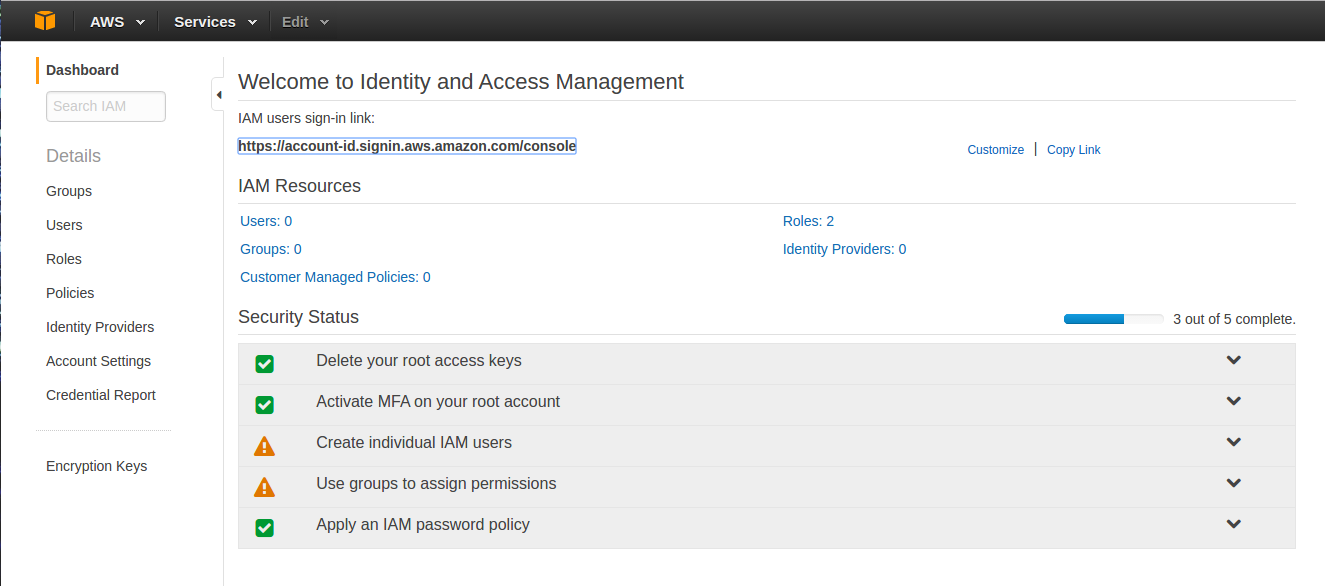 AWS Services Edit
Dashboard
Search IAM
Details
Groups
Users
Roles
Policies
Identity Providers
Account Settings
Credential Report
Encryption Keys
Welcome to Identity and Access Management
IAM users sign-in link:
https://account-id.signin.aws.amazon.com/console
Customize | Copy Link
IAM Resources
Users: 0 Roles: 2
Groups: 0 Identity Providers: 0
Customer Managed Policies: 0
Security Status 3 out of 5 complete.
Delete your root access keys
Activate MFA on your root account
Create individual IAM users
Use groups to assign permissions
Apply an IAM password policy